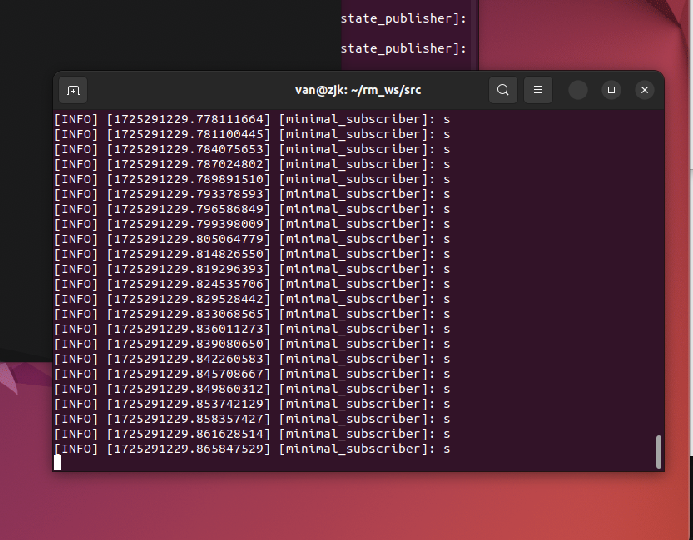 state_publisher]:
state_publisher]:
van@zjk: ~/rm_ws/src
[INFO] [1725291229.778111664] [minimal_subscriber]: s
[INFO] [1725291229.781100445] [minimal_subscriber]: s
[INFO] [1725291229.784075653] [minimal_subscriber]: s
[INFO] [1725291229.787024802] [minimal_subscriber]: s
[INFO] [1725291229.789891510] [minimal_subscriber]: s
[INFO] [1725291229.793378593] [minimal_subscriber]: s
[INFO] [1725291229.796586849] [minimal_subscriber]: s
[INFO] [1725291229.799398009] [minimal_subscriber]: s
[INFO] [1725291229.805064779] [minimal_subscriber]: s
[INFO] [1725291229.814826550] [minimal_subscriber]: s
[INFO] [1725291229.819296393] [minimal_subscriber]: s
[INFO] [1725291229.824535706] [minimal_subscriber]: s
[INFO] [1725291229.829528442] [minimal_subscriber]: s
[INFO] [1725291229.833068565] [minimal_subscriber]: s
[INFO] [1725291229.836011273] [minimal_subscriber]: s
[INFO] [1725291229.839080650] [minimal_subscriber]: s
[INFO] [1725291229.842260583] [minimal_subscriber]: s
[INFO] [1725291229.845708667] [minimal_subscriber]: s
[INFO] [1725291229.849860312] [minimal_subscriber]: s
[INFO] [1725291229.853742129] [minimal_subscriber]: s
[INFO] [1725291229.858357427] [minimal_subscriber]: s
[INFO] [1725291229.861628514] [minimal_subscriber]: s
[INFO] [1725291229.865847529] [minimal_subscriber]: s